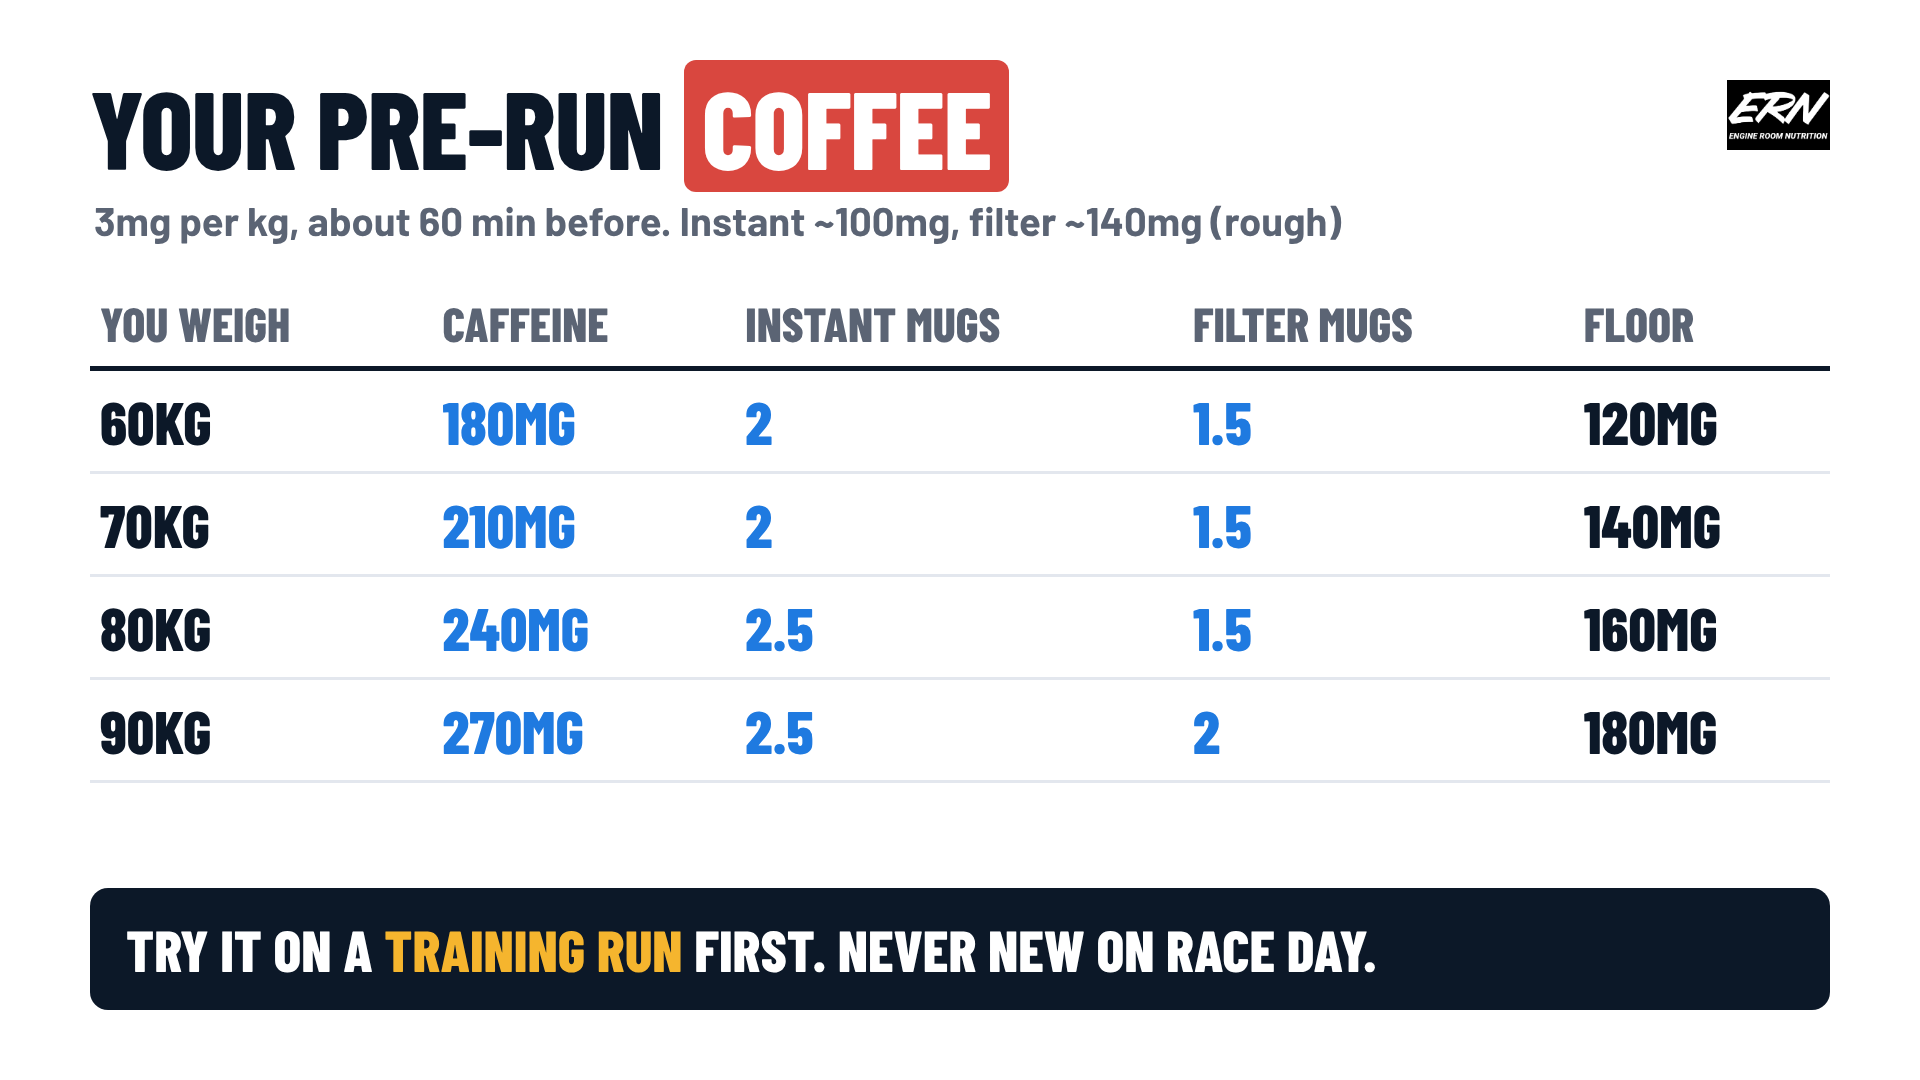 YOUR PRE-RUN COFFEE
ERN
ENGINE ROOM NUTRITION
3mg per kg, about 60 min before. Instant ~100mg, filter ~140mg (rough)
YOU WEIGH CAFFEINE INSTANT MUGS FILTER MUGS FLOOR
60KG 180MG 2 1.5 120MG
70KG 210MG 2 1.5 140MG
80KG 240MG 2.5 1.5 160MG
90KG 270MG 2.5 2 180MG
TRY IT ON A TRAINING RUN FIRST. NEVER NEW ON RACE DAY.